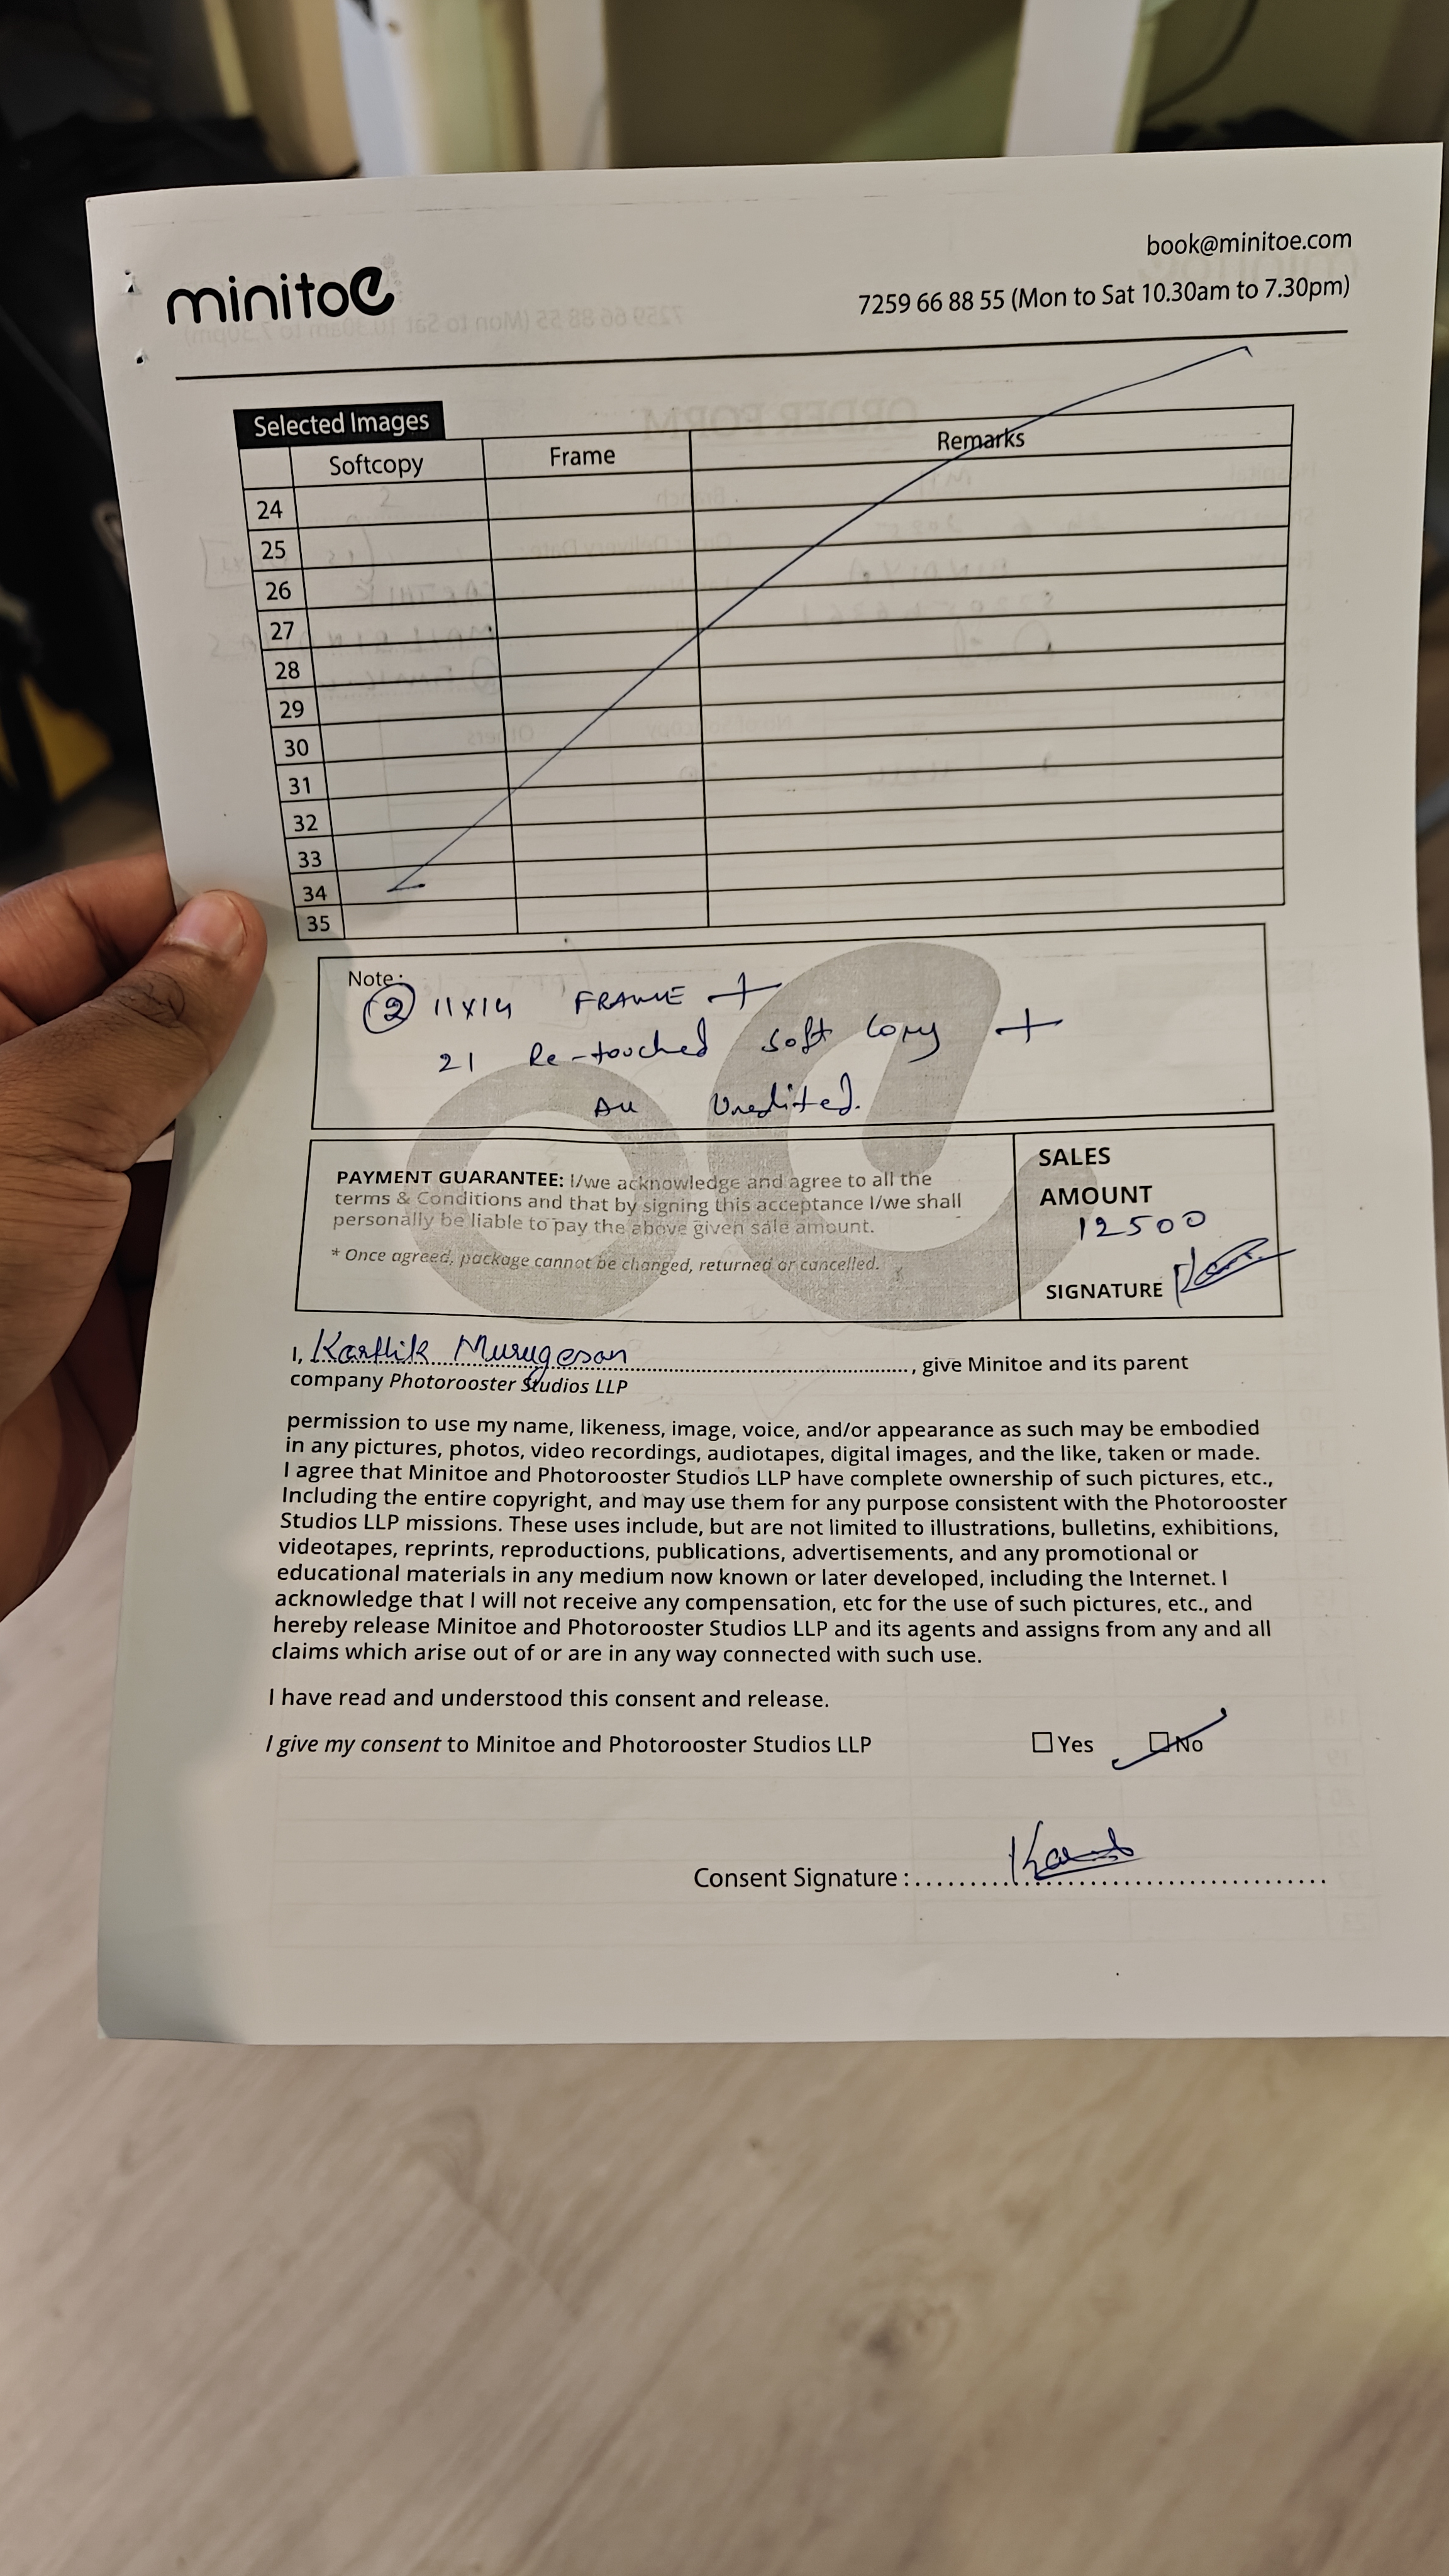 minitoe
book@minitoe.com
7259 66 88 55 (Mon to Sat 10.30am to 7.30pm)
Selected Images
Softcopy Frame Remarks
24
25
26
27
28
29
30
31
32
33
34
35
Note:
2 11x14 FRAME +
21 Re-touched Soft Copy +
All Unedited.
PAYMENT GUARANTEE: I/we acknowledge and agree to all the
terms & Conditions and that by signing this acceptance I/we shall
personally be liable to pay the above given sale amount.
* Once agreed, package cannot be changed, returned or cancelled.
SALES
AMOUNT
12500
SIGNATURE
I, Karthik Murugesan, give Minitoe and its parent
company Photorooster Studios LLP
permission to use my name, likeness, image, voice, and/or appearance as such may be embodied
in any pictures, photos, video recordings, audiotapes, digital images, and the like, taken or made.
I agree that Minitoe and Photorooster Studios LLP have complete ownership of such pictures, etc.,
Including the entire copyright, and may use them for any purpose consistent with the Photorooster
Studios LLP missions. These uses include, but are not limited to illustrations, bulletins, exhibitions,
videotapes, reprints, reproductions, publications, advertisements, and any promotional or
educational materials in any medium now known or later developed, including the Internet. I
acknowledge that I will not receive any compensation, etc for the use of such pictures, etc., and
hereby release Minitoe and Photorooster Studios LLP and its agents and assigns from any and all
claims which arise out of or are in any way connected with such use.
I have read and understood this consent and release.
I give my consent to Minitoe and Photorooster Studios LLP Yes No
Consent Signature :